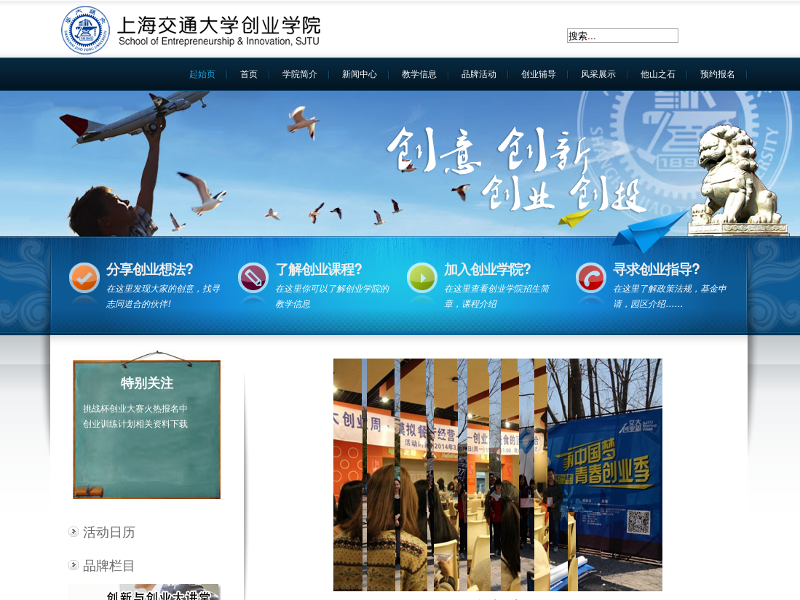 上海交通大学创业学院
School of Entrepreneurship & Innovation, SJTU
搜索...
起始页 首页 学院简介 新闻中心 教学信息 品牌活动 创业辅导 风采展示 他山之石 预约报名
创意 创新
创业 创投
分享创业想法?
在这里发现大家的创意，找寻
志同道合的伙伴!
了解创业课程?
在这里你可以了解创业学院的
教学信息
加入创业学院?
在这里查看创业学院招生简
章，课程介绍
寻求创业指导?
在这里了解政策法规，基金申
请，园区介绍......
特别关注
挑战杯创业大赛火热报名中
创业训练计划相关资料下载
活动日历
品牌栏目
创新与创业大讲堂
中国梦
青春创业季